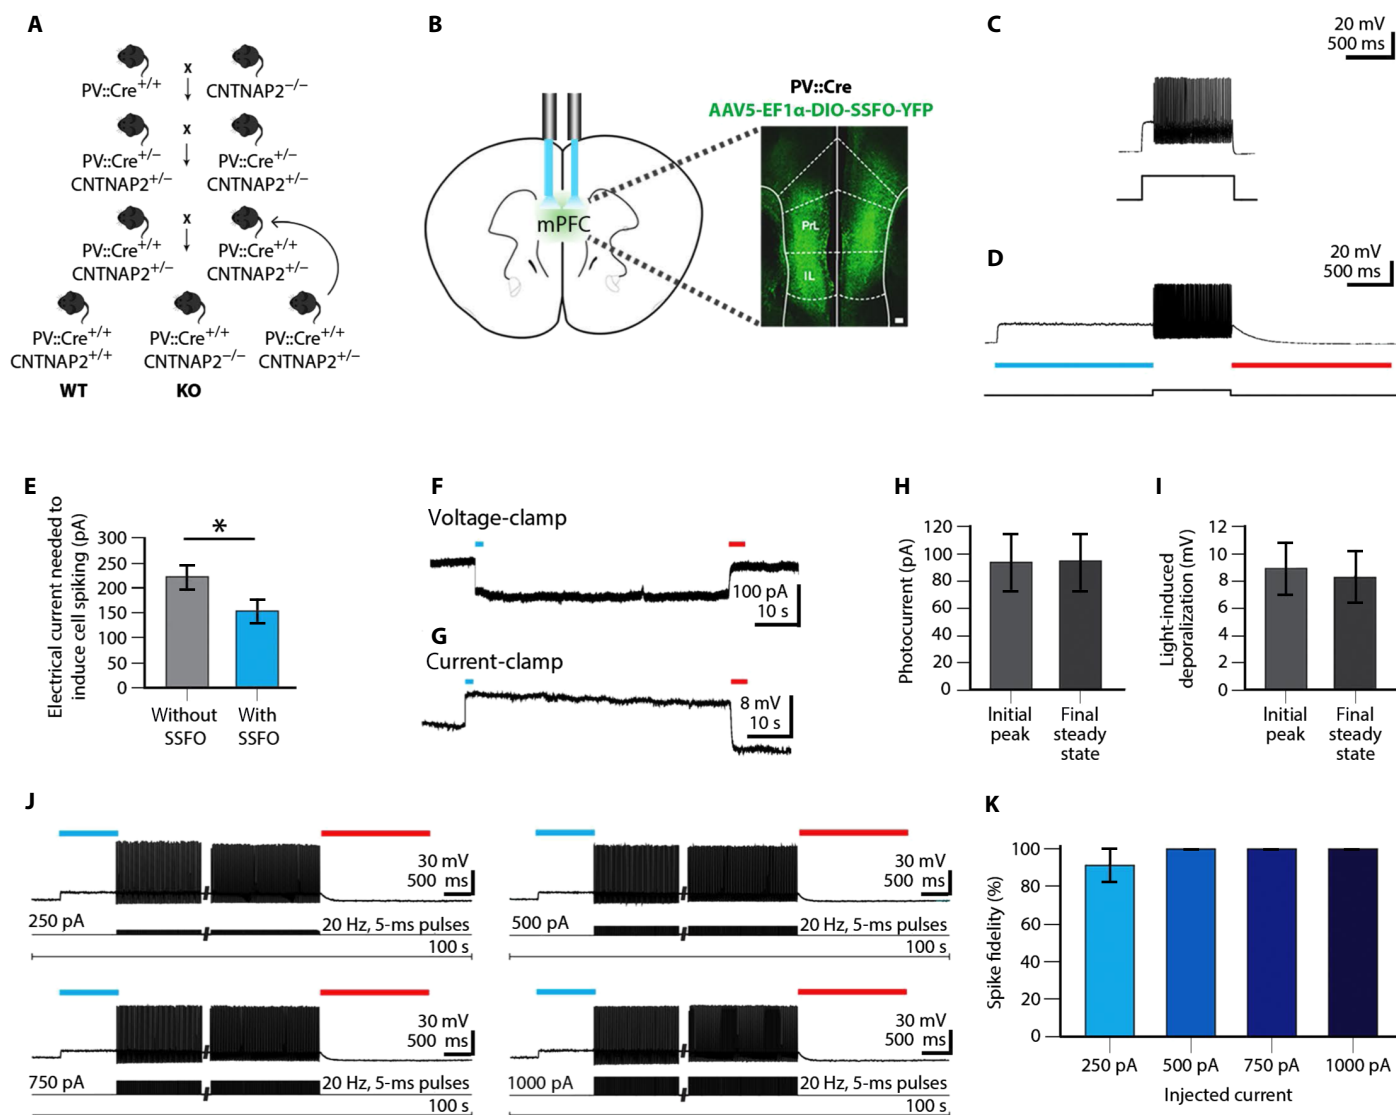 A
x
PV::Cre+/+
CNTNAP2−/−
x
PV::Cre+/−
CNTNAP2+/−
PV::Cre+/−
CNTNAP2+/−
x
PV::Cre+/+
CNTNAP2+/−
PV::Cre+/+
CNTNAP2+/−
PV::Cre+/+
CNTNAP2+/+
WT
PV::Cre+/+
CNTNAP2−/−
KO
PV::Cre+/+
CNTNAP2+/−
B
PV::Cre
AAV5-EF1α-DIO-SSFO-YFP
mPFC
PrL
IL
C
20 mV
500 ms
D
20 mV
500 ms
E
Electrical current needed to
induce cell spiking (pA)
300
250
200
150
100
50
0
*
Without
SSFO
With
SSFO
F
Voltage-clamp
100 pA
10 s
G
Current-clamp
8 mV
10 s
H
Photocurrent (pA)
120
100
80
60
40
20
0
Initial
peak
Final
steady
state
I
Light-induced
deporalization (mV)
12
10
8
6
4
2
0
Initial
peak
Final
steady
state
J
30 mV
500 ms
250 pA
20 Hz, 5-ms pulses
100 s
30 mV
500 ms
500 pA
20 Hz, 5-ms pulses
100 s
30 mV
500 ms
750 pA
20 Hz, 5-ms pulses
100 s
30 mV
500 ms
1000 pA
20 Hz, 5-ms pulses
100 s
K
Spike fidelity (%)
100
80
60
40
20
0
250 pA
500 pA
750 pA
1000 pA
Injected current